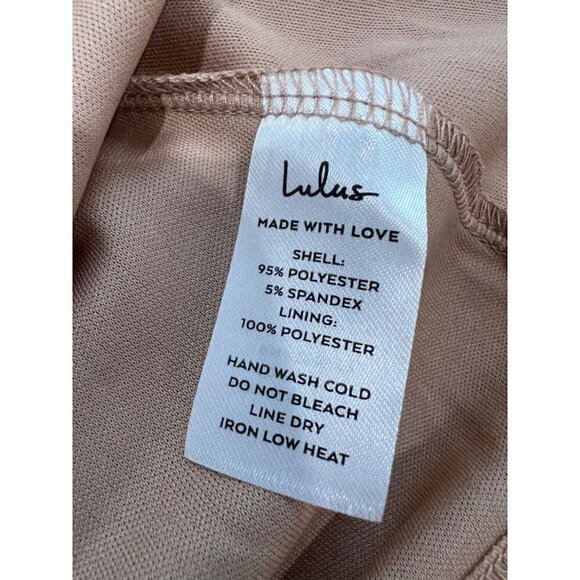 Lulus
MADE WITH LOVE
SHELL:
95% POLYESTER
5% SPANDEX
LINING:
100% POLYESTER
HAND WASH COLD
DO NOT BLEACH
LINE DRY
IRON LOW HEAT